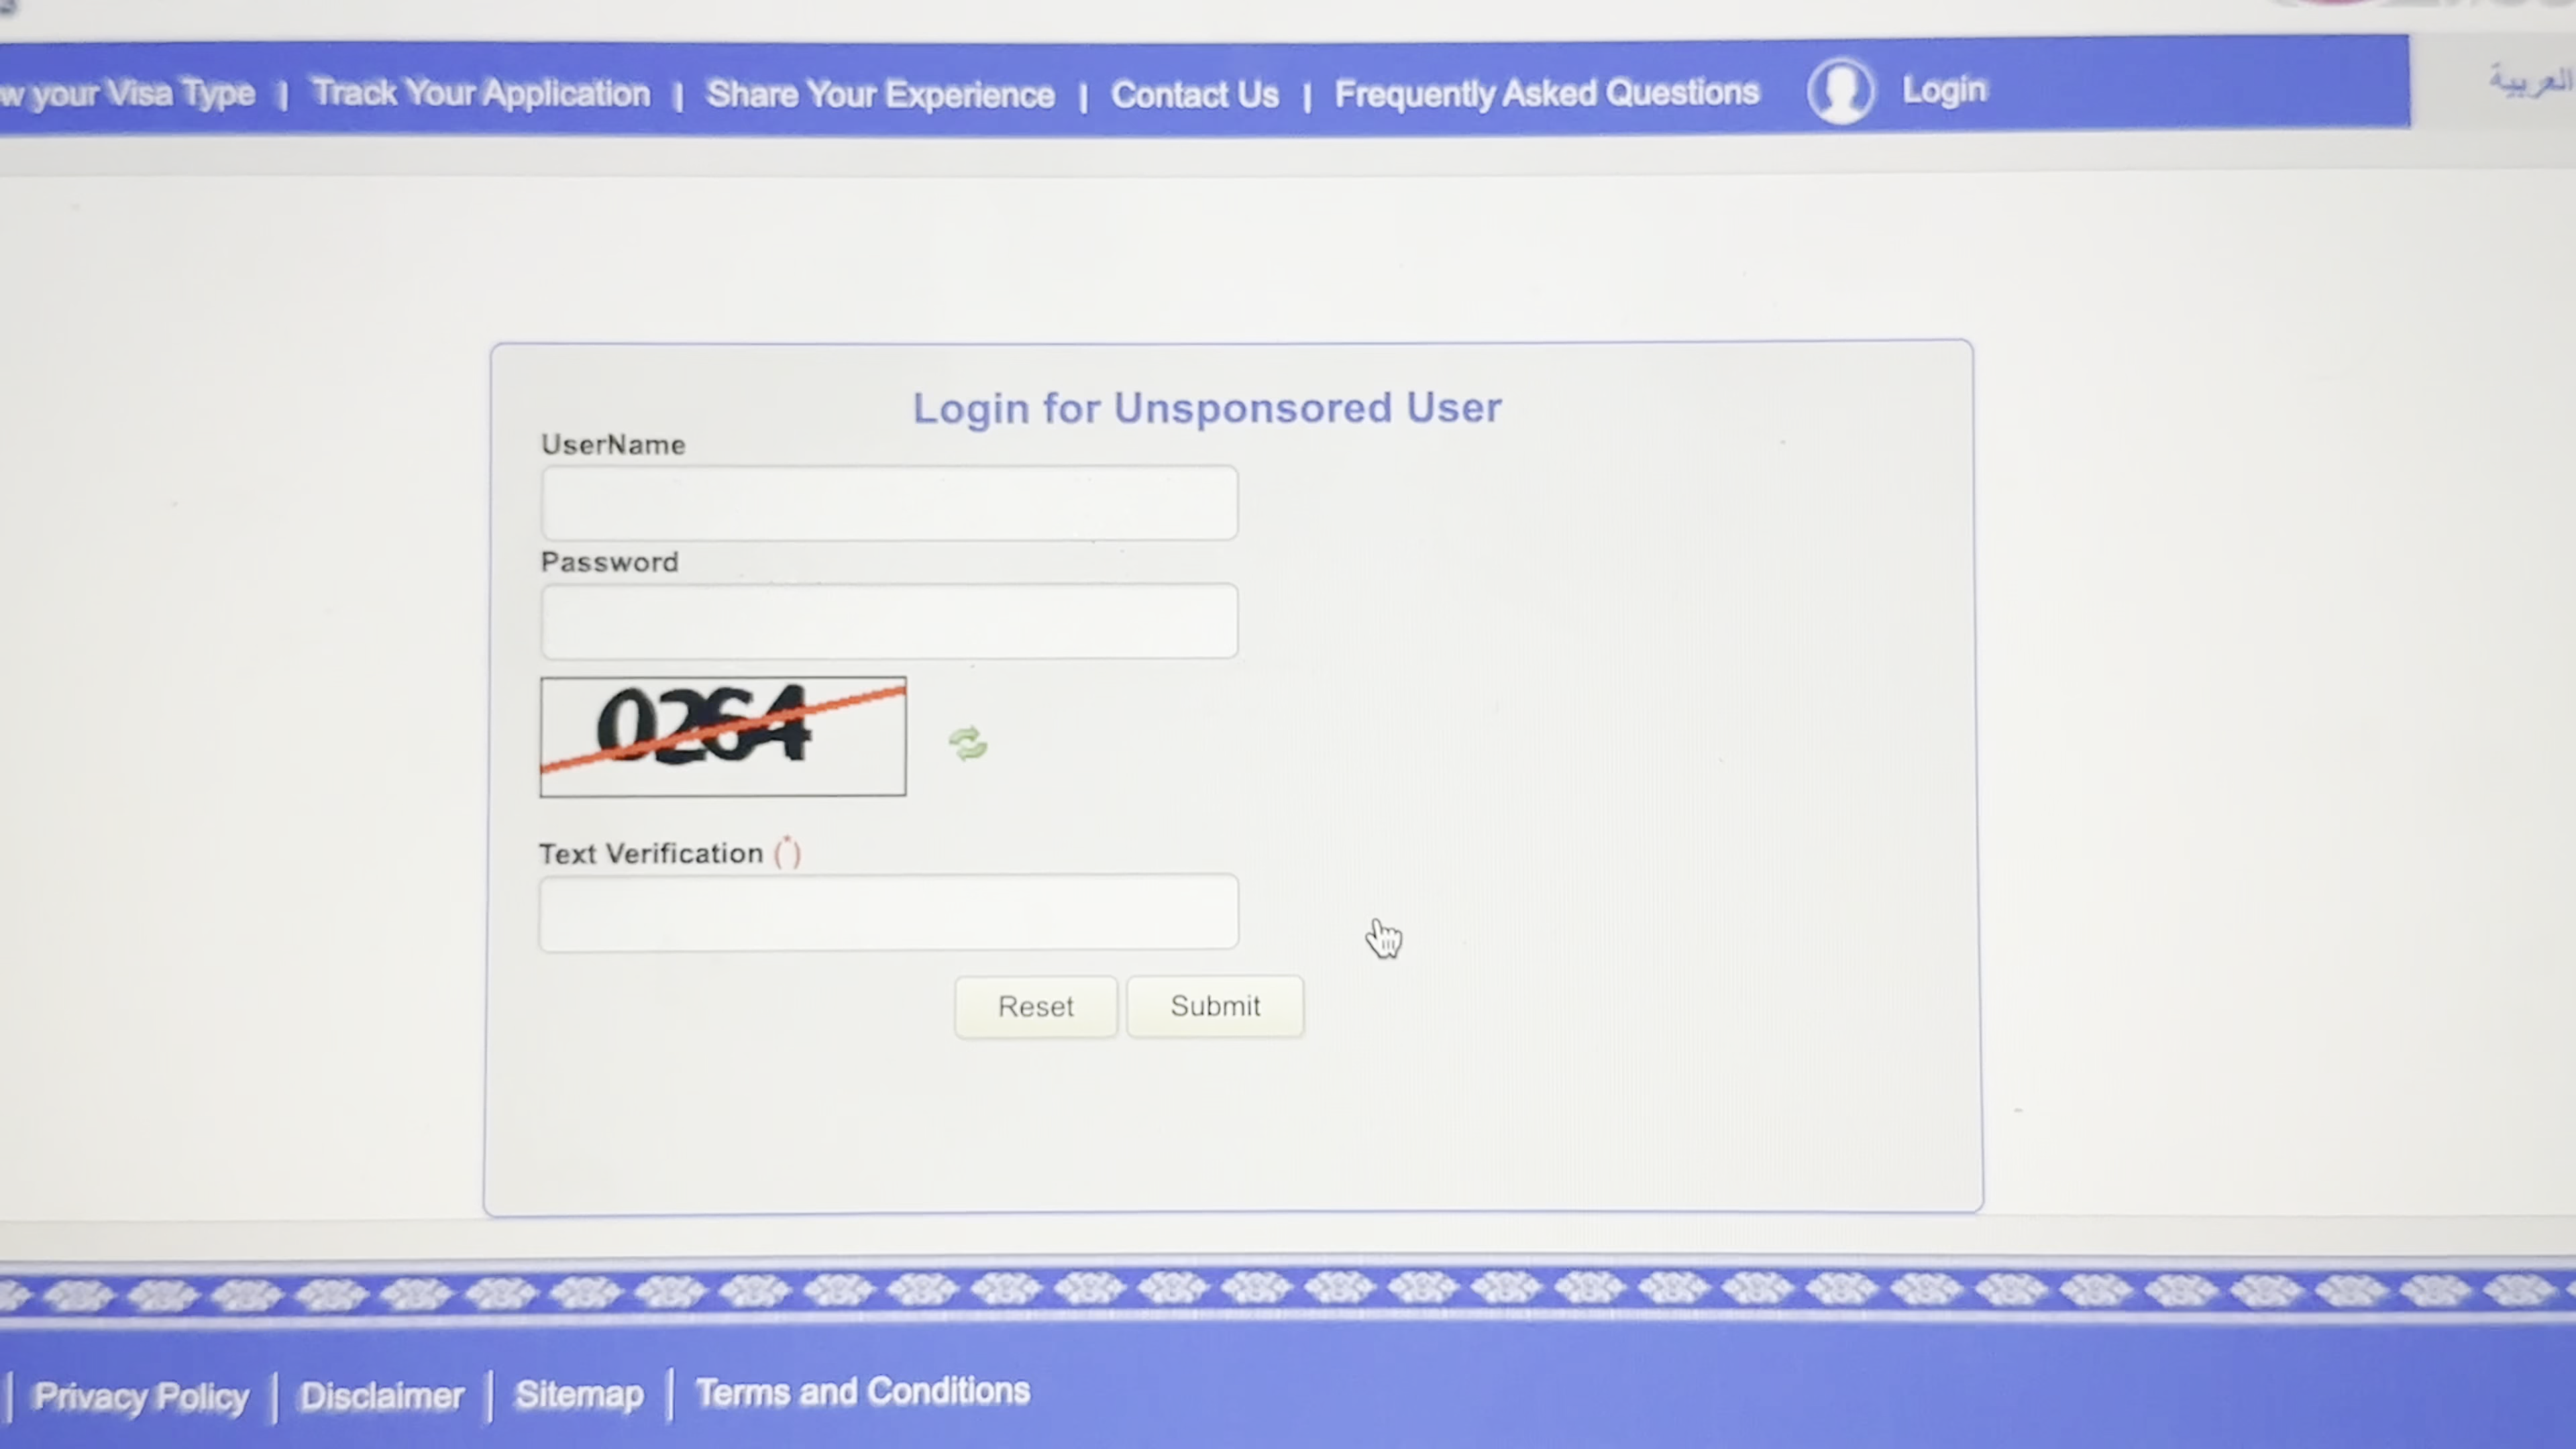 your Visa Type | Track Your Application | Share Your Experience | Contact Us | Frequently Asked Questions Login العربية
Login for Unsponsored User
UserName
Password
0264
Text Verification (*)
Reset Submit
| Privacy Policy | Disclaimer | Sitemap | Terms and Conditions